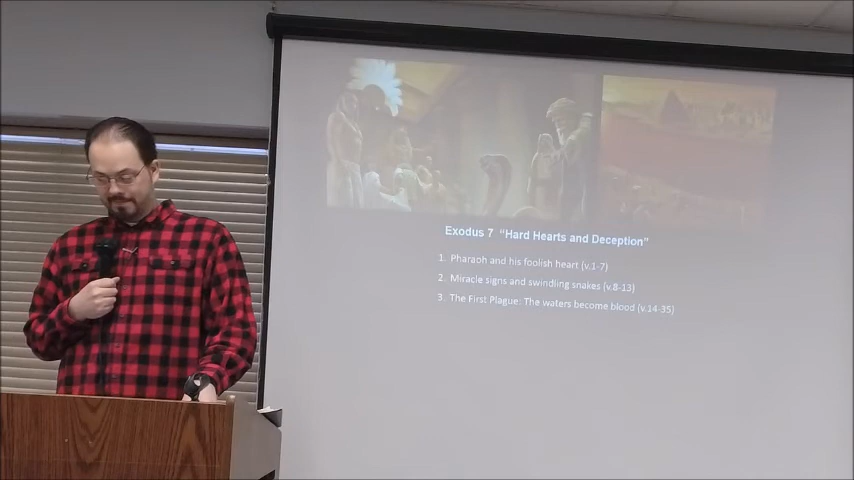 Exodus 7 "Hard Hearts and Deception"
1. Pharaoh and his foolish heart (v.1-7)
2. Miracle signs and swindling snakes (v.8-13)
3. The First Plague: The waters become blood (v.14-35)